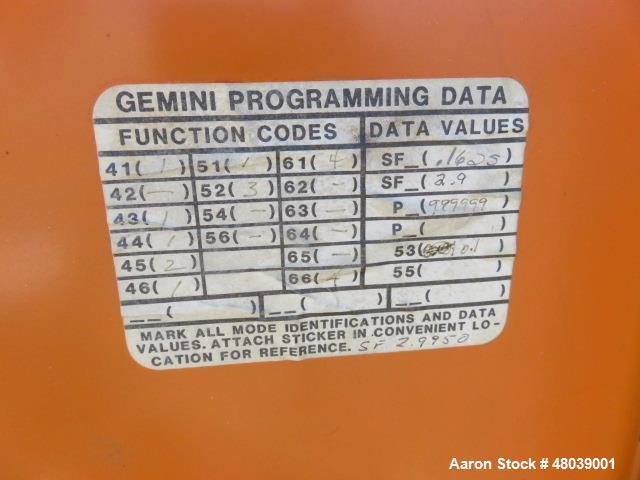 GEMINI PROGRAMMING DATA
FUNCTION CODES DATA VALUES
41(1) 51(1) 61(4) SF_(.1625)
42(—) 52(3) 62(-) SF_(2.9)
43(1) 54(—) 63(—) P_(999999)
44(1) 56(—) 64(—) P_( )
45(2) 65(—) 53( 0.1)
46(1) 66(4) 55( )
__( ) __( ) __( )
MARK ALL MODE IDENTIFICATIONS AND DATA
VALUES. ATTACH STICKER IN CONVENIENT LO-
CATION FOR REFERENCE. SF 2.9950
Aaron Stock # 48039001